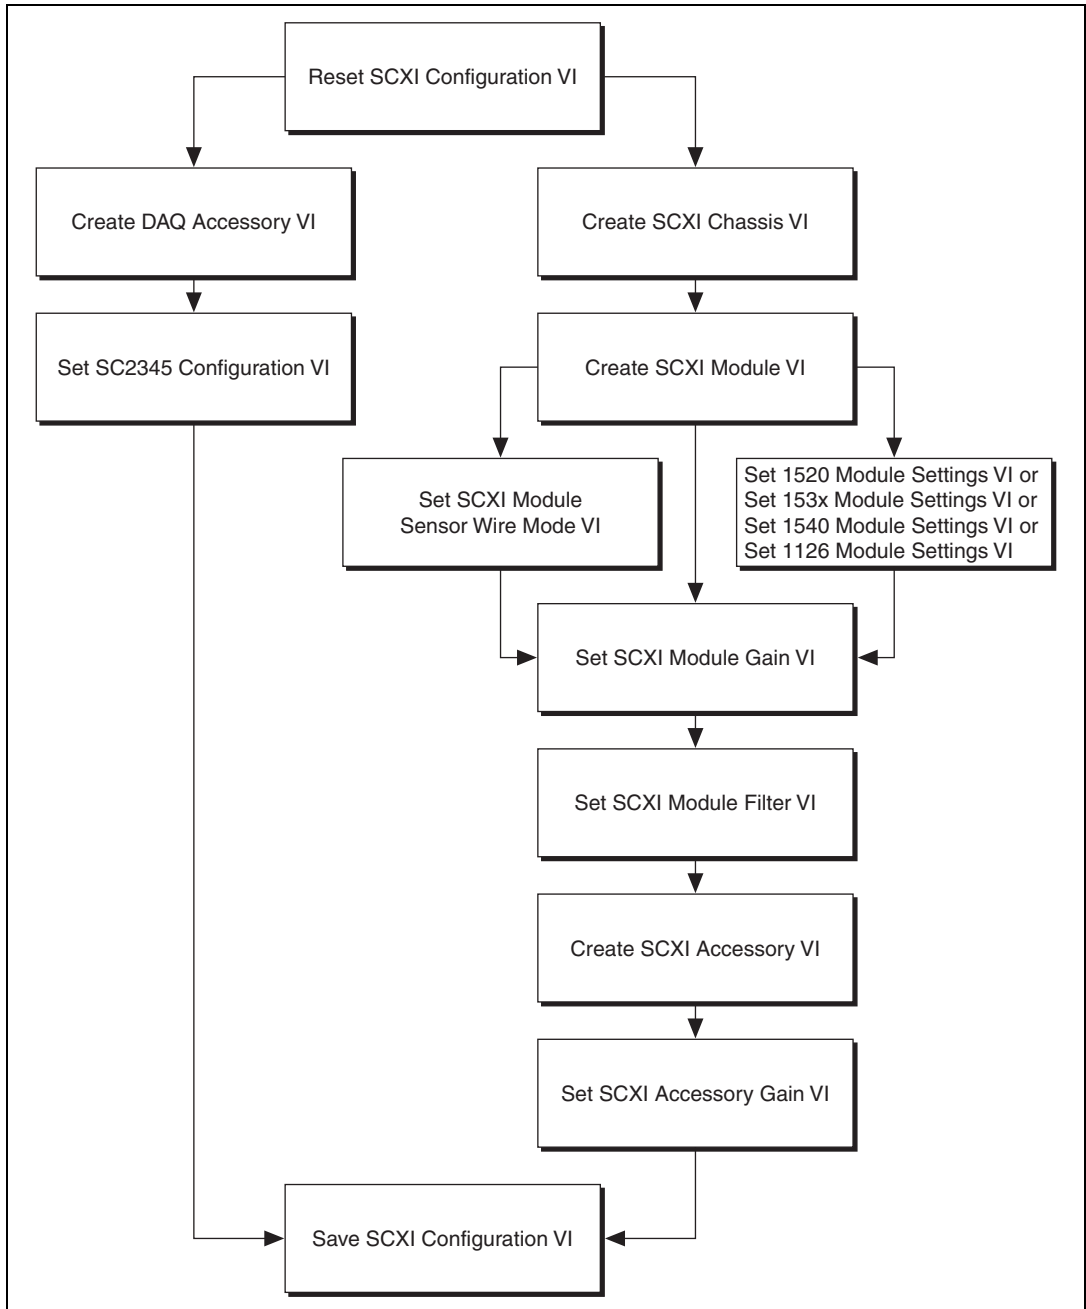 Reset SCXI Configuration VI
Create DAQ Accessory VI
Create SCXI Chassis VI
Set SC2345 Configuration VI
Create SCXI Module VI
Set SCXI Module
Sensor Wire Mode VI
Set 1520 Module Settings VI or
Set 153x Module Settings VI or
Set 1540 Module Settings VI or
Set 1126 Module Settings VI
Set SCXI Module Gain VI
Set SCXI Module Filter VI
Create SCXI Accessory VI
Set SCXI Accessory Gain VI
Save SCXI Configuration VI